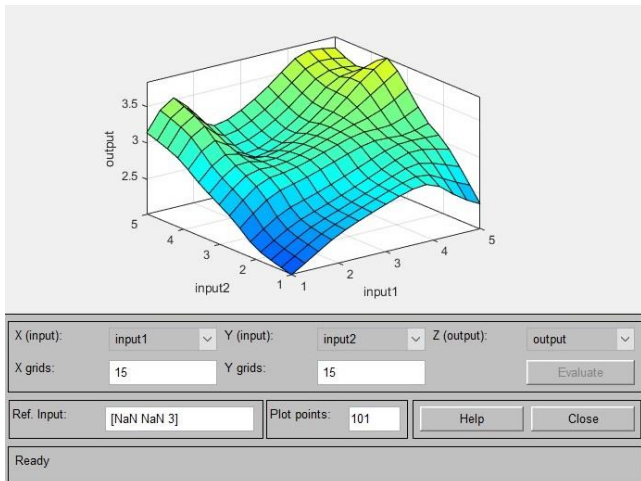 3.5
3
2.5
output
5
4
3
2
1
input2
1
2
3
4
5
input1
X (input): input1 Y (input): input2 Z (output): output
X grids: 15 Y grids: 15 Evaluate
Ref. Input: [NaN NaN 3] Plot points: 101 Help Close
Ready